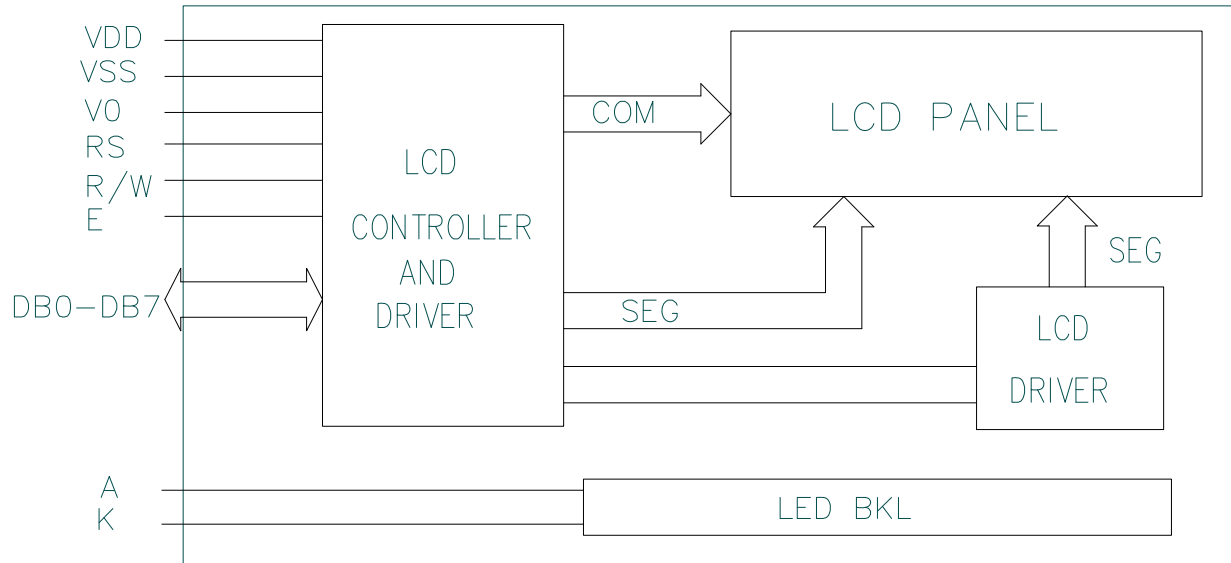 VDD
VSS
V0
RS
R/W
E
DB0-DB7
LCD
CONTROLLER
AND
DRIVER
COM
LCD PANEL
SEG
SEG
LCD
DRIVER
A
K
LED BKL